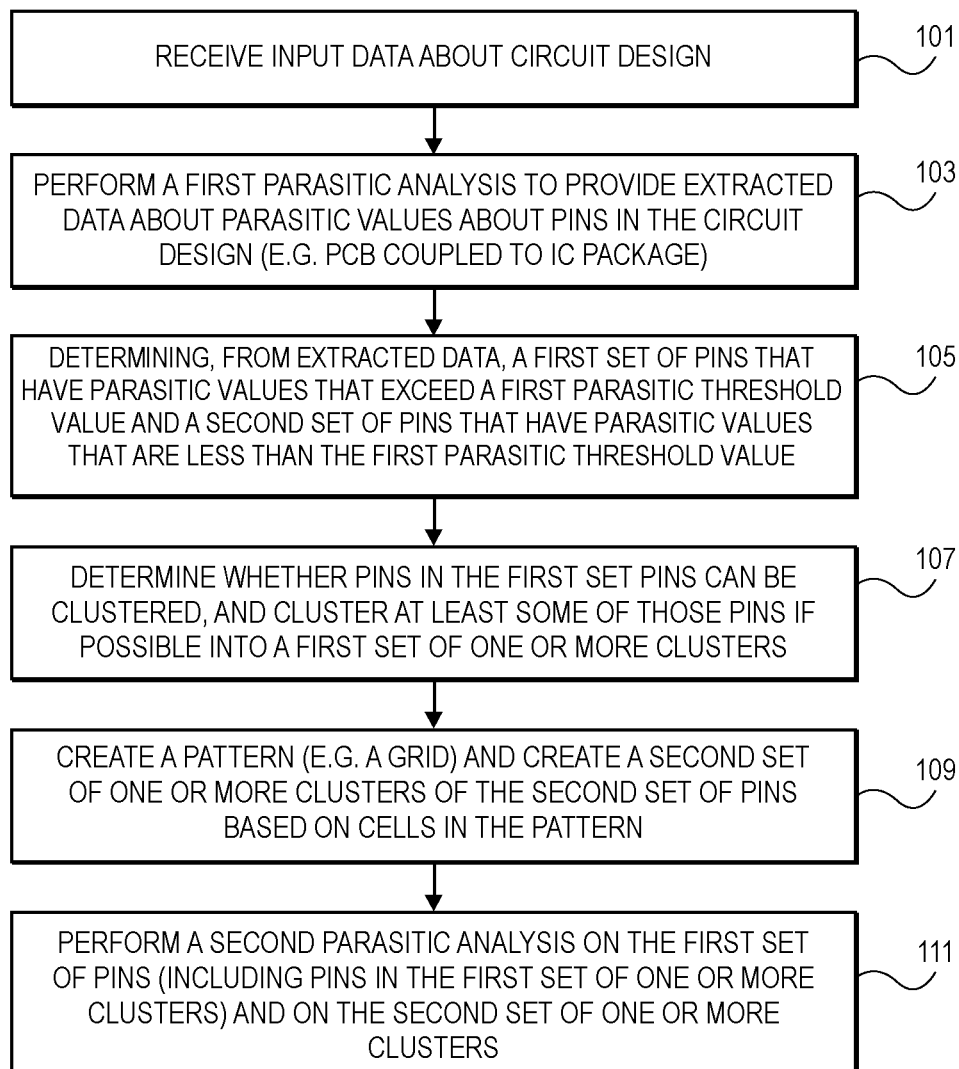 RECEIVE INPUT DATA ABOUT CIRCUIT DESIGN
101
PERFORM A FIRST PARASITIC ANALYSIS TO PROVIDE EXTRACTED
DATA ABOUT PARASITIC VALUES ABOUT PINS IN THE CIRCUIT
DESIGN (E.G. PCB COUPLED TO IC PACKAGE)
103
DETERMINING, FROM EXTRACTED DATA, A FIRST SET OF PINS THAT
HAVE PARASITIC VALUES THAT EXCEED A FIRST PARASITIC THRESHOLD
VALUE AND A SECOND SET OF PINS THAT HAVE PARASITIC VALUES
THAT ARE LESS THAN THE FIRST PARASITIC THRESHOLD VALUE
105
DETERMINE WHETHER PINS IN THE FIRST SET PINS CAN BE
CLUSTERED, AND CLUSTER AT LEAST SOME OF THOSE PINS IF
POSSIBLE INTO A FIRST SET OF ONE OR MORE CLUSTERS
107
CREATE A PATTERN (E.G. A GRID) AND CREATE A SECOND SET
OF ONE OR MORE CLUSTERS OF THE SECOND SET OF PINS
BASED ON CELLS IN THE PATTERN
109
PERFORM A SECOND PARASITIC ANALYSIS ON THE FIRST SET
OF PINS (INCLUDING PINS IN THE FIRST SET OF ONE OR MORE
CLUSTERS) AND ON THE SECOND SET OF ONE OR MORE
CLUSTERS
111